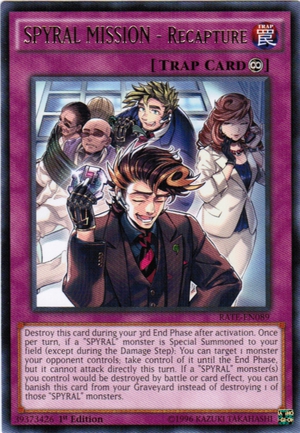 SPYRAL MISSION - RECAPTURE
TRAP
罠
[TRAP CARD]
RATE-EN089
Destroy this card during your 3rd End Phase after activation. Once
per turn, if a "SPYRAL" monster is Special Summoned to your
field (except during the Damage Step): You can target 1 monster
your opponent controls; take control of it until the End Phase,
but it cannot attack directly this turn. If a "SPYRAL" monster(s)
you control would be destroyed by battle or card effect, you can
banish this card from your Graveyard instead of destroying 1 of
those "SPYRAL" monsters.
39373426
1st Edition
©1996 KAZUKI TAKAHASHI